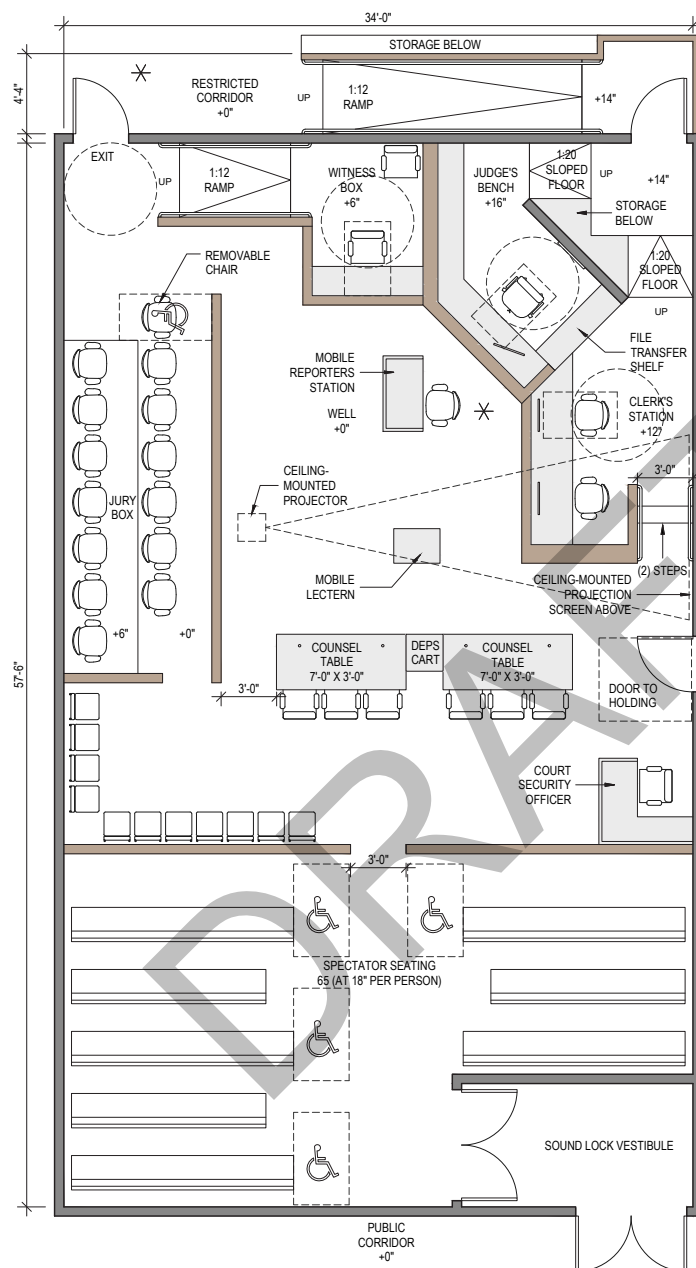 34'-0"
STORAGE BELOW
4'-4"
RESTRICTED
CORRIDOR
+0"
UP
1:12
RAMP
+14"
EXIT
UP
1:12
RAMP
WITNESS
BOX
+6"
JUDGE'S
BENCH
+16"
1:20
SLOPED
FLOOR
UP
+14"
STORAGE
BELOW
1:20
SLOPED
FLOOR
UP
REMOVABLE
CHAIR
FILE
TRANSFER
SHELF
MOBILE
REPORTERS
STATION
WELL
+0"
CLERK'S
STATION
+12"
3'-0"
CEILING-
MOUNTED
PROJECTOR
JURY
BOX
MOBILE
LECTERN
(2) STEPS
CEILING-MOUNTED
PROJECTION
SCREEN ABOVE
+6"
+0"
COUNSEL
TABLE
7'-0" X 3'-0"
DEPS
CART
COUNSEL
TABLE
7'-0" X 3'-0"
57'-6"
3'-0"
DOOR TO
HOLDING
COURT
SECURITY
OFFICER
3'-0"
SPECTATOR SEATING
65 (AT 18" PER PERSON)
SOUND LOCK VESTIBULE
PUBLIC
CORRIDOR
+0"
DRAFT